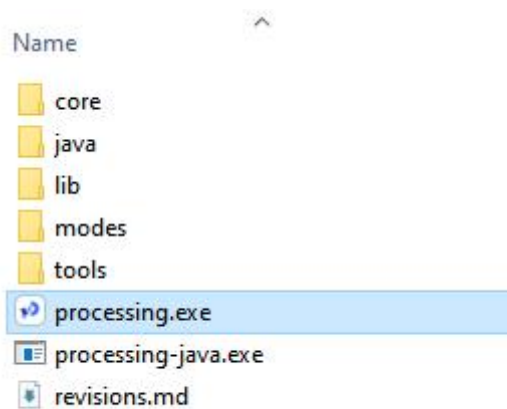 Name
core
java
lib
modes
tools
processing.exe
processing-java.exe
revisions.md